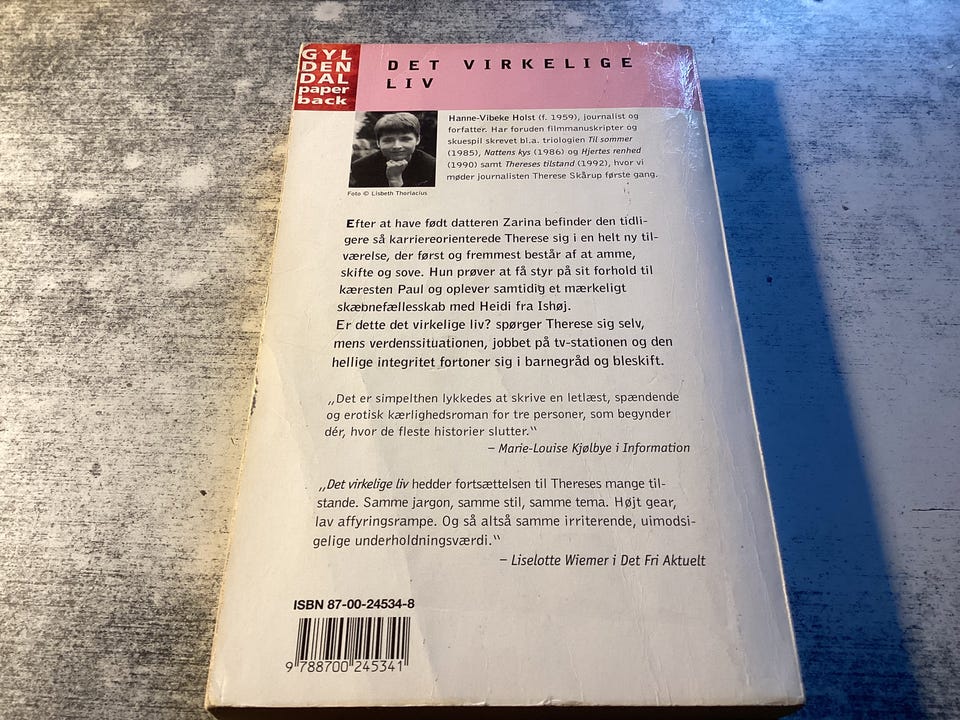 GYL
DEN
DAL
paper
back
DET VIRKELIGE
LIV
Hanne-Vibeke Holst (f. 1959), journalist og
forfatter. Har foruden filmmanuskripter og
skuespil skrevet bl.a. triologien Til sommer
(1985), Nattens kys (1986) og Hjertes renhed
(1990) samt Thereses tilstand (1992), hvor vi
møder journalisten Therese Skårup første gang.
Foto © Lisbeth Thorlacius
Efter at have født datteren Zarina befinder den tidli-
gere så karriereorienterede Therese sig i en helt ny til-
værelse, der først og fremmest består af at amme,
skifte og sove. Hun prøver at få styr på sit forhold til
kæresten Paul og oplever samtidig et mærkeligt
skæbnefællesskab med Heidi fra Ishøj.
Er dette det virkelige liv? spørger Therese sig selv,
mens verdenssituationen, jobbet på tv-stationen og den
hellige integritet fortoner sig i barnegråd og bleskift.
„Det er simpelthen lykkedes at skrive en letlæst, spændende
og erotisk kærlighedsroman for tre personer, som begynder
dér, hvor de fleste historier slutter.“
– Marie-Louise Kjølbye i Information
„Det virkelige liv hedder fortsættelsen til Thereses mange til-
stande. Samme jargon, samme stil, samme tema. Højt gear,
lav affyringsrampe. Og så altså samme irriterende, uimodsi-
gelige underholdningsværdi.“
– Liselotte Wiemer i Det Fri Aktuelt
ISBN 87-00-24534-8
9 788700 245341